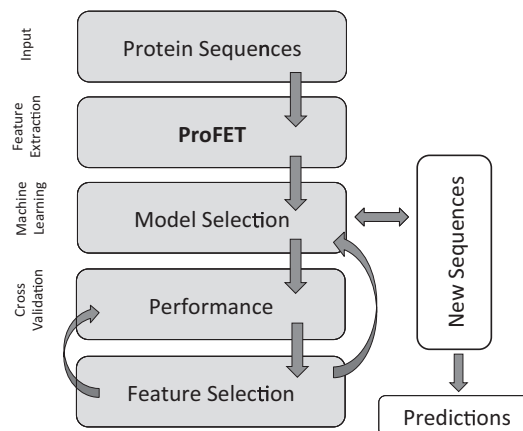 Input
Protein Sequences
Feature
Extraction
ProFET
Machine
Learning
Model Selection
New Sequences
Cross
Validation
Performance
Feature Selection
Predictions